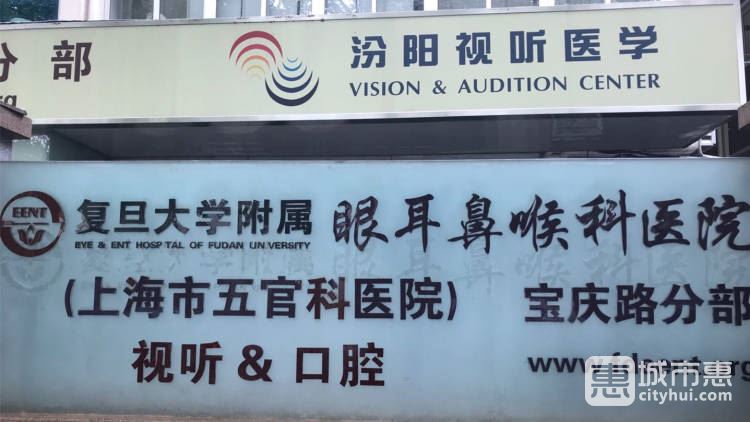 分部
rg
汾阳视听医学
VISION & AUDITION CENTER
EENT
复旦大学附属 眼耳鼻喉科医院
EYE & ENT HOSPITAL OF FUDAN UNIVERSITY
(上海市五官科医院) 宝庆路分部
视听&口腔
惠 城市惠
cityhui.com